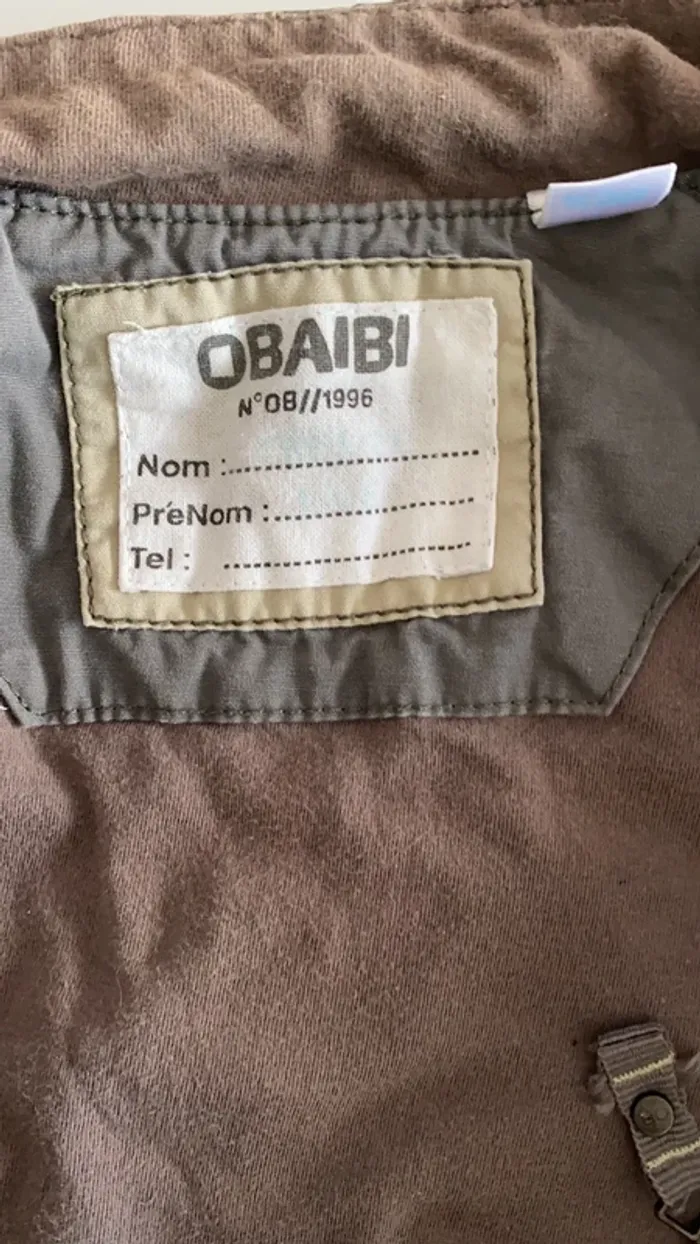 OBAIBI
N°08//1996
Nom :....................................
PréNom :..............................
Tel : ....................................